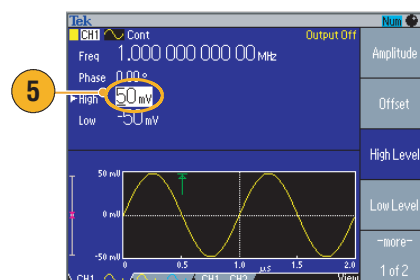 Tek Num
CH1 Cont Output Off
Freq 1.000 000 000 00 MHz
Phase 0.00 °
High 50 mV
Low -50 mV
5
Amplitude
Offset
High Level
Low Level
-more-
1 of 2
50 mV
0 mV
-50 mV
0.5 1.0 µs 1.5 2.0
CH1 CH1 CH2 View